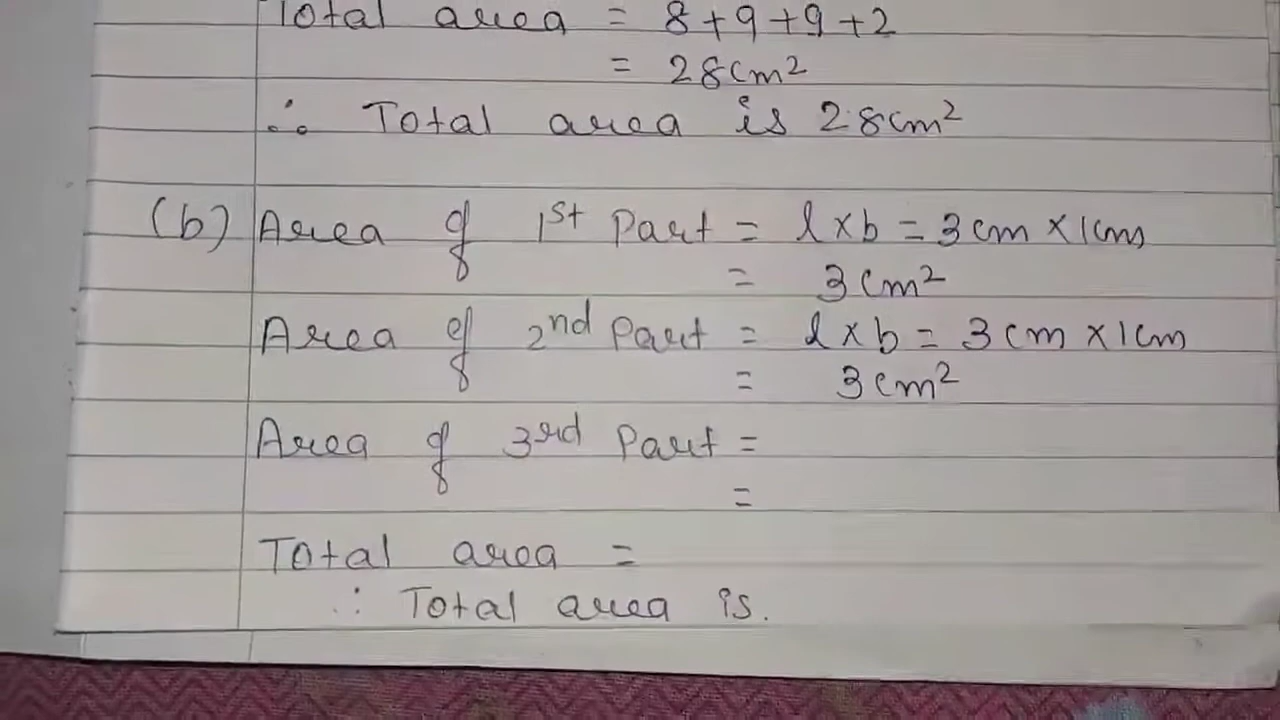 Total area = 8+9+9+2
= 28cm²
∴ Total area is 28cm²
(b) Area of 1st Part = l×b = 3cm×1cm
= 3cm²
Area of 2nd Part = l×b = 3cm×1cm
= 3cm²
Area of 3rd Part =
=
Total area =
∴ Total area is.